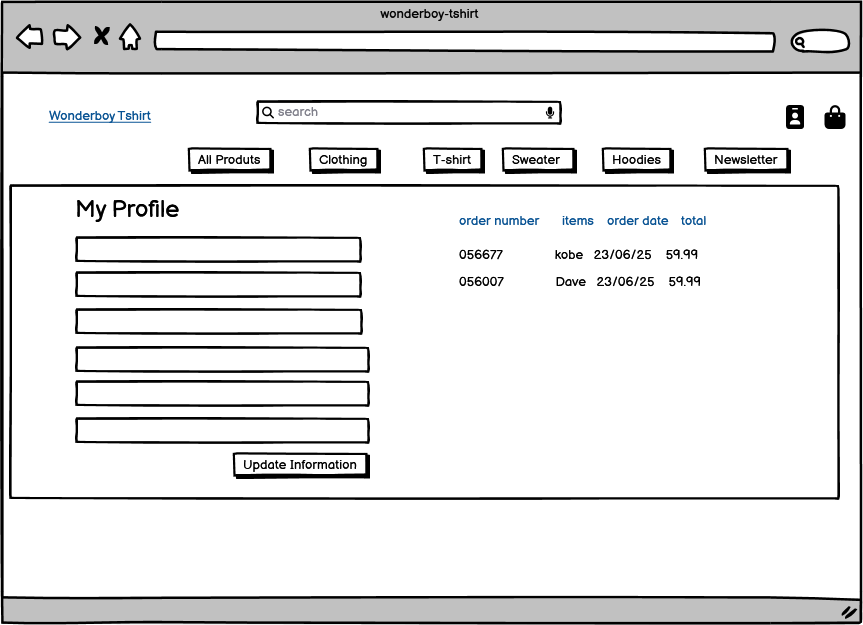 wonderboy-tshirt
Wonderboy Tshirt
search
All Produts Clothing T-shirt Sweater Hoodies Newsletter
My Profile
order number items order date total
056677 kobe 23/06/25 59.99
056007 Dave 23/06/25 59.99
Update Information